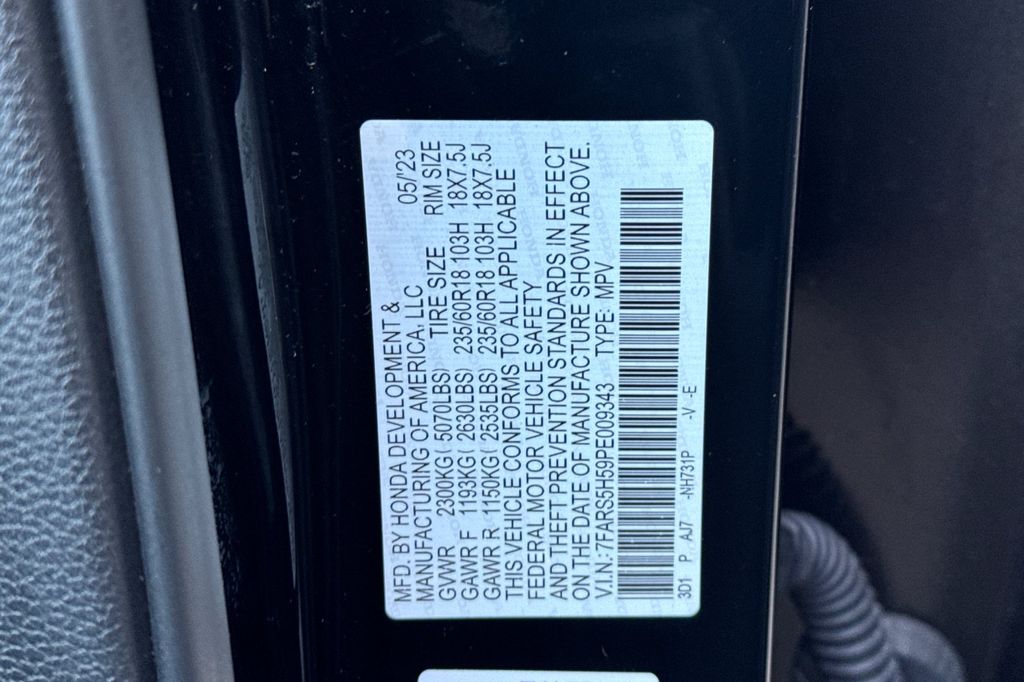 MFD. BY HONDA DEVELOPMENT & 05/'23
MANUFACTURING OF AMERICA, LLC
GVWR 2300KG( 5070LBS) TIRE SIZE RIM SIZE
GAWR F 1193KG( 2630LBS) 235/60R18 103H 18X7.5J
GAWR R 1150KG( 2535LBS) 235/60R18 103H 18X7.5J
THIS VEHICLE CONFORMS TO ALL APPLICABLE
FEDERAL MOTOR VEHICLE SAFETY
AND THEFT PREVENTION STANDARDS IN EFFECT
ON THE DATE OF MANUFACTURE SHOWN ABOVE.
V.I.N.:7FARS5H59PE009343 TYPE: MPV
3D1 P AJ7 -NH731P -V -E